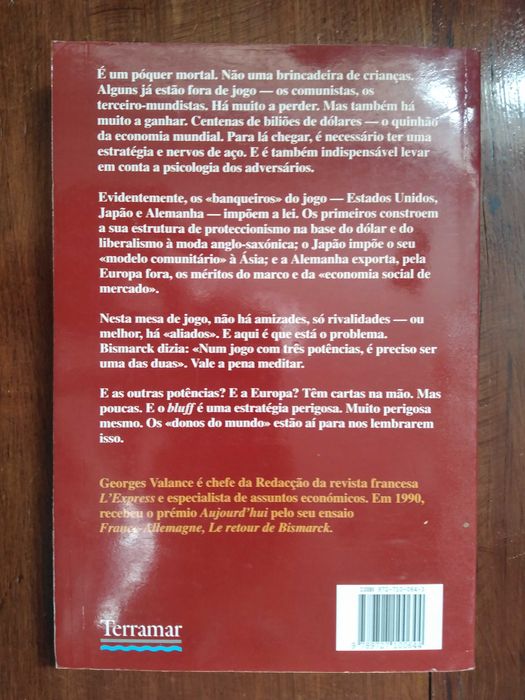 É um póquer mortal. Não uma brincadeira de crianças.
Alguns já estão fora de jogo — os comunistas, os
terceiro-mundistas. Há muito a perder. Mas também há
muito a ganhar. Centenas de biliões de dólares — o quinhão
da economia mundial. Para lá chegar, é necessário ter uma
estratégia e nervos de aço. E é também indispensável levar
em conta a psicologia dos adversários.
Evidentemente, os «banqueiros» do jogo — Estados Unidos,
Japão e Alemanha — impõem a lei. Os primeiros constroem
a sua estrutura de proteccionismo na base do dólar e do
liberalismo à moda anglo-saxónica; o Japão impõe o seu
«modelo comunitário» à Ásia; e a Alemanha exporta, pela
Europa fora, os méritos do marco e da «economia social de
mercado».
Nesta mesa de jogo, não há amizades, só rivalidades — ou
melhor, há «aliados». E aqui é que está o problema.
Bismarck dizia: «Num jogo com três potências, é preciso ser
uma das duas». Vale a pena meditar.
E as outras potências? E a Europa? Têm cartas na mão. Mas
poucas. E o bluff é uma estratégia perigosa. Muito perigosa
mesmo. Os «donos do mundo» estão aí para nos lembrarem
isso.
Georges Valance é chefe da Redacção da revista francesa
L'Express e especialista de assuntos económicos. Em 1990,
recebeu o prémio Aujourd'hui pelo seu ensaio
France-Allemagne, Le retour de Bismarck.
ISBN 972-710-064-3
9 789727 100644
Terramar